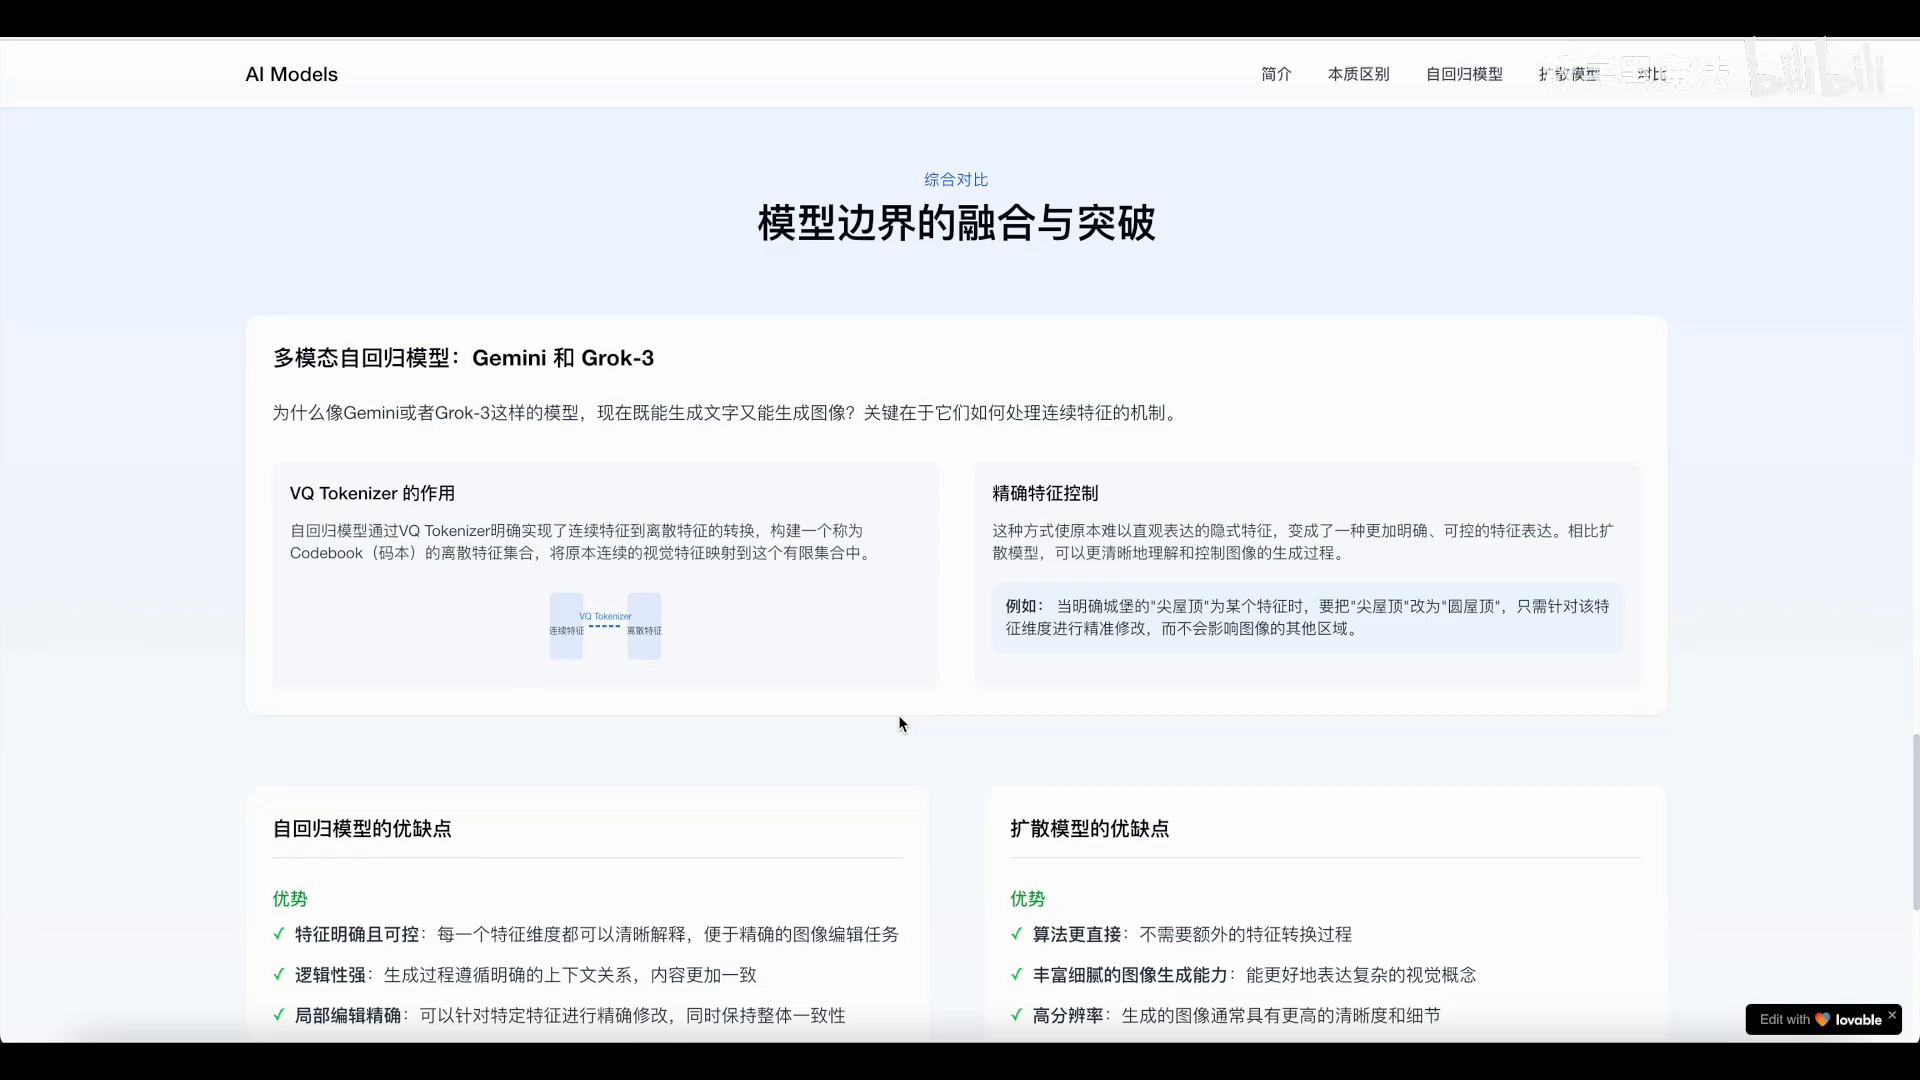 AI Models
简介 本质区别 自回归模型 扩散模型 对比
bilibili
综合对比
模型边界的融合与突破
多模态自回归模型：Gemini 和 Grok-3
为什么像Gemini或者Grok-3这样的模型，现在既能生成文字又能生成图像？关键在于它们如何处理连续特征的机制。
VQ Tokenizer 的作用
自回归模型通过VQ Tokenizer明确实现了连续特征到离散特征的转换，构建一个称为
Codebook（码本）的离散特征集合，将原本连续的视觉特征映射到这个有限集合中。
VQ Tokenizer
连续特征 离散特征
精确特征控制
这种方式使原本难以直观表达的隐式特征，变成了一种更加明确、可控的特征表达。相比扩
散模型，可以更清晰地理解和控制图像的生成过程。
例如： 当明确城堡的"尖屋顶"为某个特征时，要把"尖屋顶"改为"圆屋顶"，只需针对该特
征维度进行精准修改，而不会影响图像的其他区域。
自回归模型的优缺点
优势
✓ 特征明确且可控：每一个特征维度都可以清晰解释，便于精确的图像编辑任务
✓ 逻辑性强：生成过程遵循明确的上下文关系，内容更加一致
✓ 局部编辑精确：可以针对特定特征进行精确修改，同时保持整体一致性
扩散模型的优缺点
优势
✓ 算法更直接：不需要额外的特征转换过程
✓ 丰富细腻的图像生成能力：能更好地表达复杂的视觉概念
✓ 高分辨率：生成的图像通常具有更高的清晰度和细节
Edit with lovable